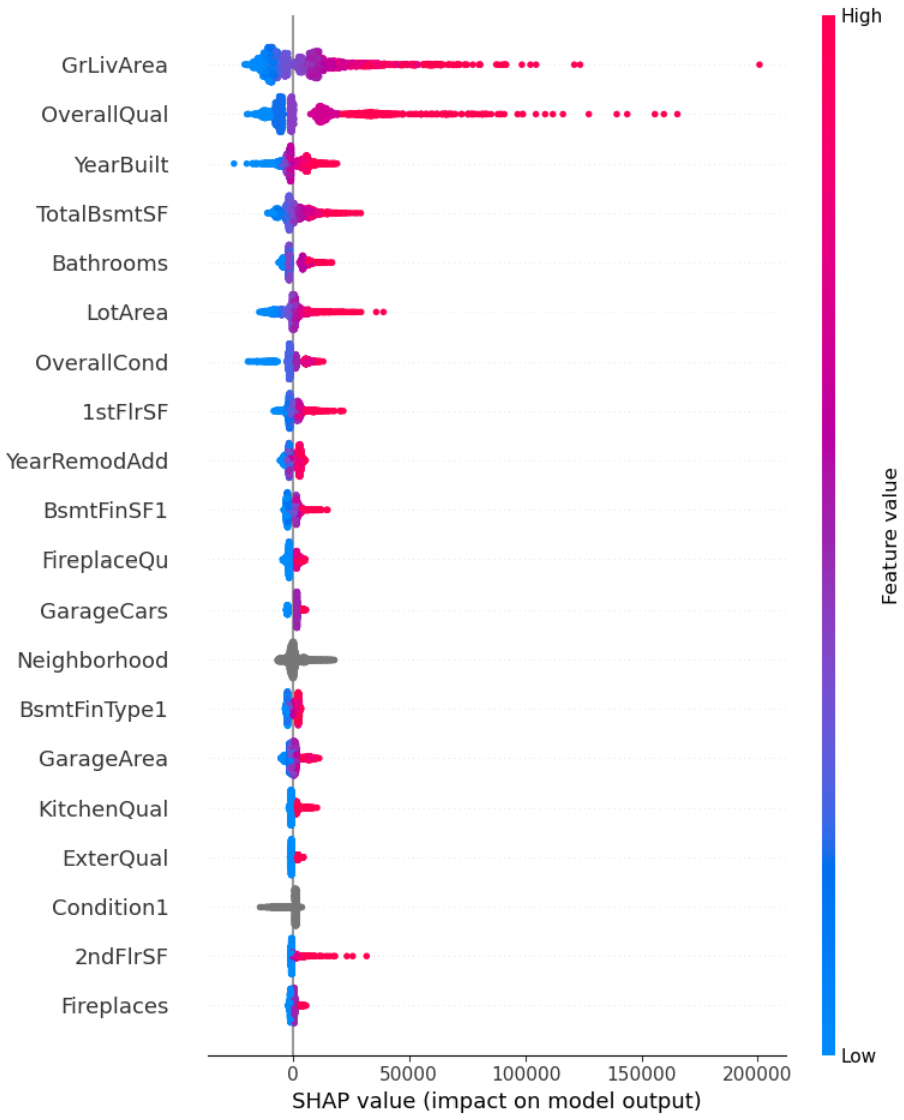 High
GrLivArea
OverallQual
YearBuilt
TotalBsmtSF
Bathrooms
LotArea
OverallCond
1stFlrSF
YearRemodAdd
BsmtFinSF1
FireplaceQu
GarageCars
Neighborhood
BsmtFinType1
GarageArea
KitchenQual
ExterQual
Condition1
2ndFlrSF
Fireplaces
Feature value
Low
0 50000 100000 150000 200000
SHAP value (impact on model output)